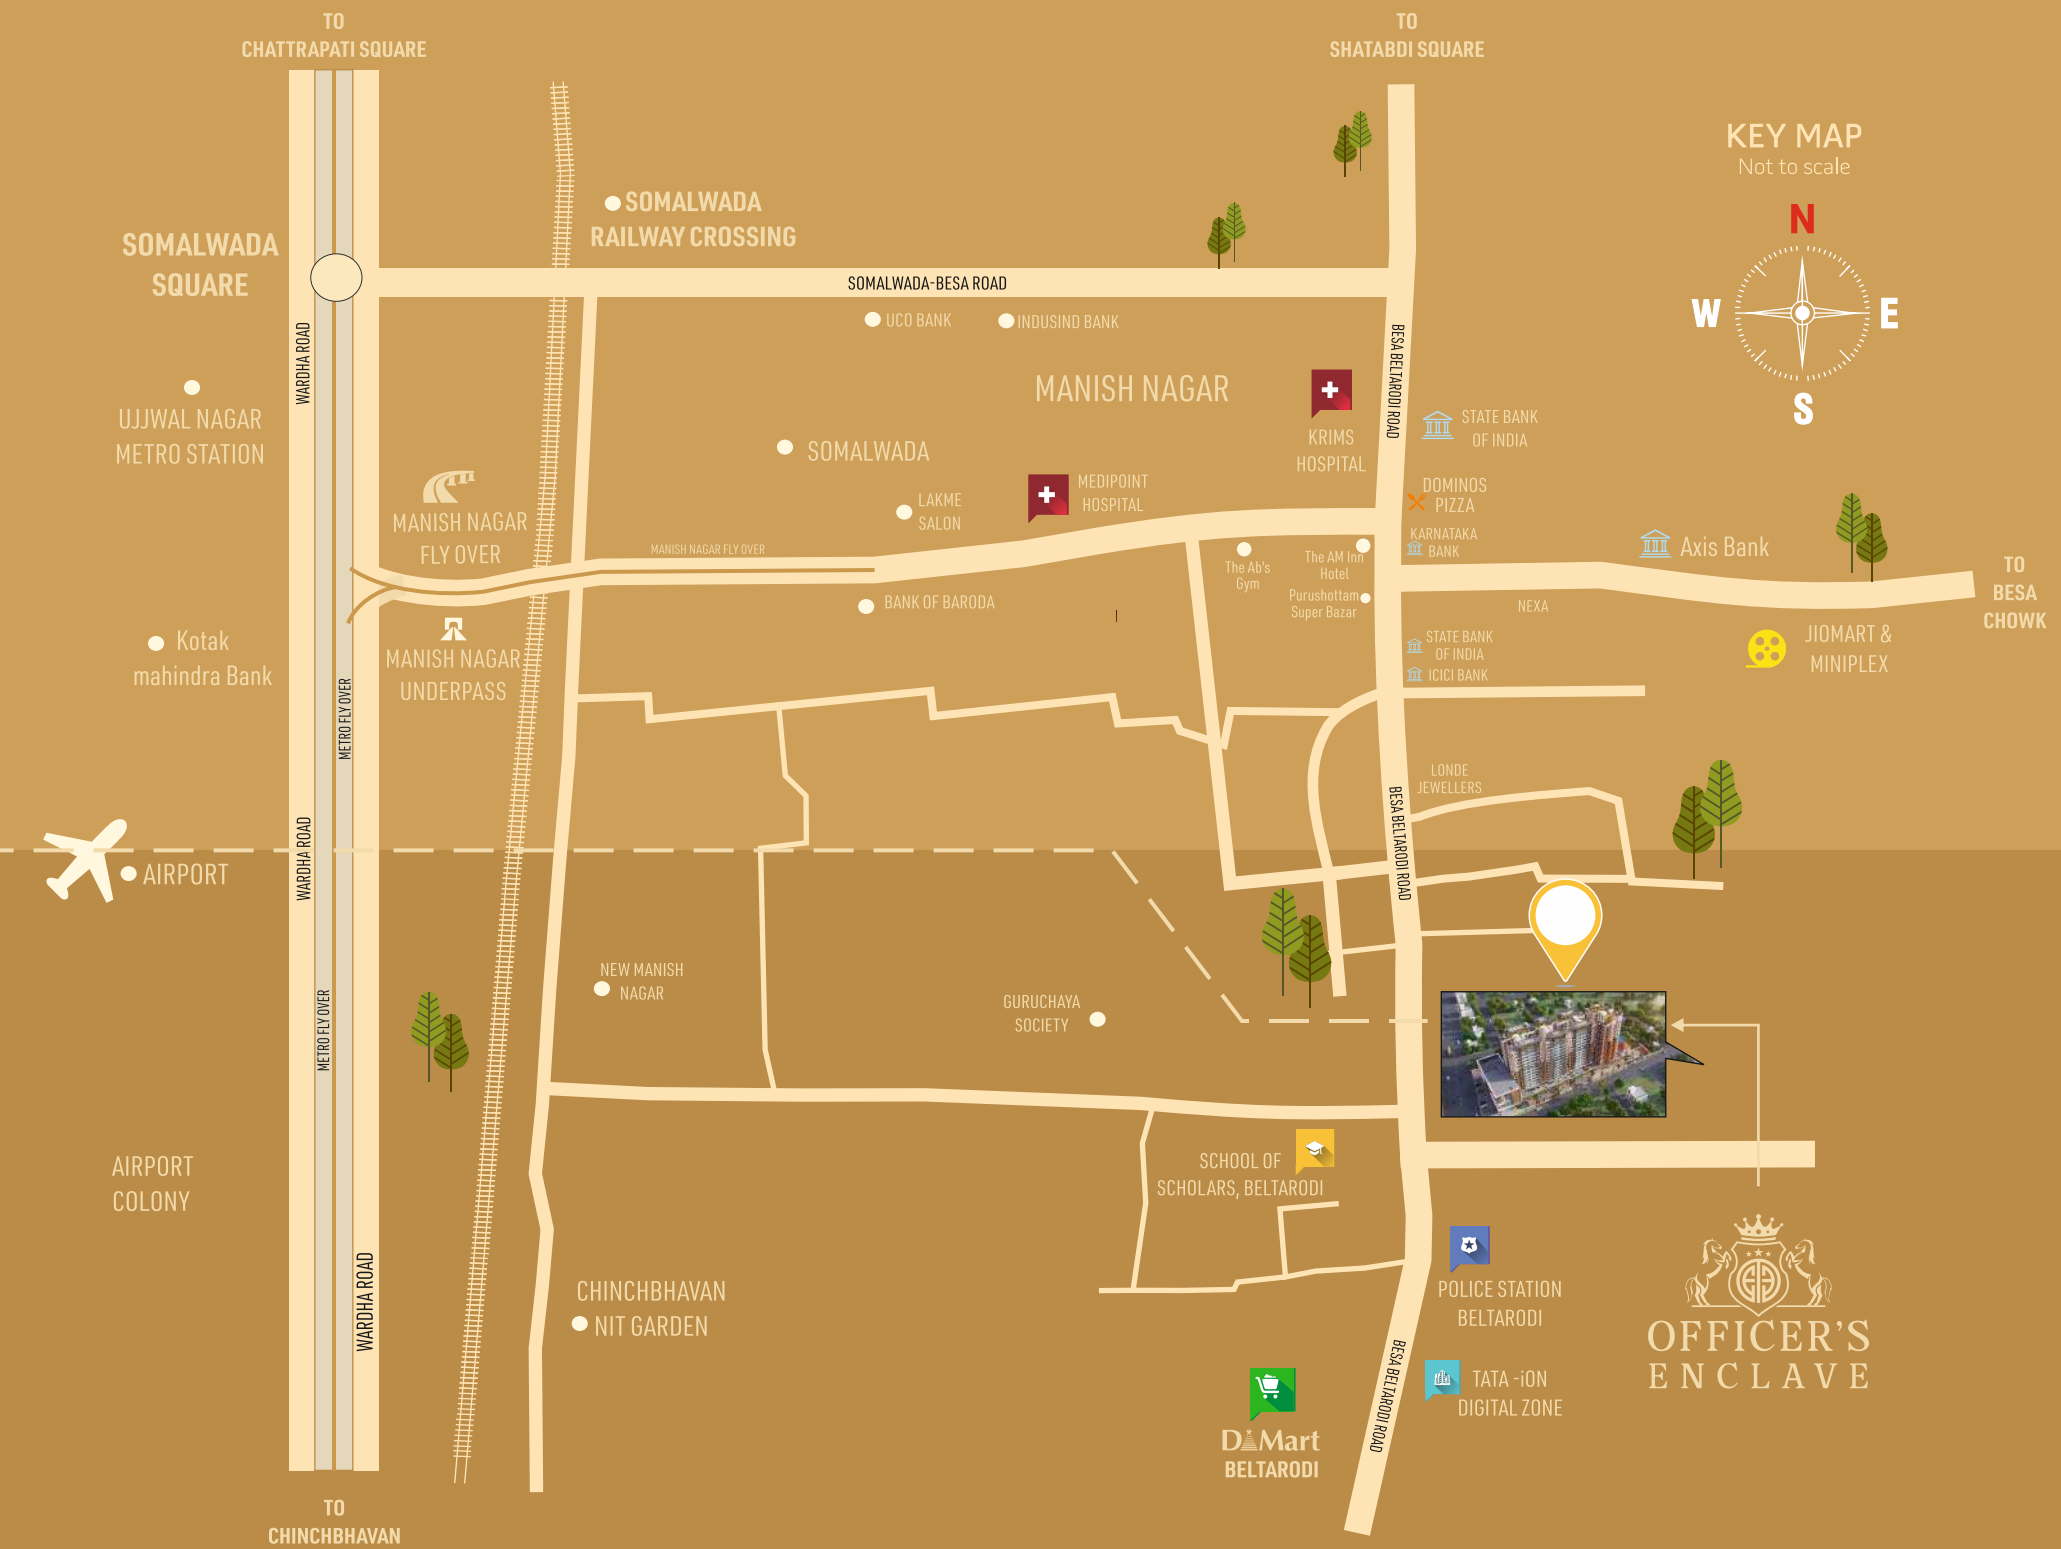 TO
CHATTRAPATI SQUARE
TO
SHATABDI SQUARE
KEY MAP
Not to scale
N
W
E
S
SOMALWADA
RAILWAY CROSSING
SOMALWADA
SQUARE
SOMALWADA-BESA ROAD
UCO BANK
INDUSIND BANK
WARDHA ROAD
BESA BELTARODI ROAD
MANISH NAGAR
UJJWAL NAGAR
METRO STATION
SOMALWADA
KRIMS
HOSPITAL
STATE BANK
OF INDIA
MEDIPOINT
HOSPITAL
LAKME
SALON
DOMINOS
PIZZA
MANISH NAGAR
FLY OVER
MANISH NAGAR FLY OVER
KARNATAKA
BANK
Axis Bank
The Ab's
Gym
The AM Inn
Hotel
Purushottam
Super Bazar
TO
BESA
CHOWK
NEXA
BANK OF BARODA
Kotak
mahindra Bank
MANISH NAGAR
UNDERPASS
STATE BANK
OF INDIA
ICICI BANK
JIOMART &
MINIPLEX
METRO FLY OVER
LONDE
JEWELLERS
BESA BELTARODI ROAD
WARDHA ROAD
AIRPORT
NEW MANISH
NAGAR
GURUCHAYA
SOCIETY
METRO FLY OVER
AIRPORT
COLONY
SCHOOL OF
SCHOLARS, BELTARODI
WARDHA ROAD
CHINCHBHAVAN
NIT GARDEN
POLICE STATION
BELTARODI
OFFICER'S
ENCLAVE
BESA BELTARODI ROAD
TATA -iON
DIGITAL ZONE
DMart
BELTARODI
TO
CHINCHBHAVAN